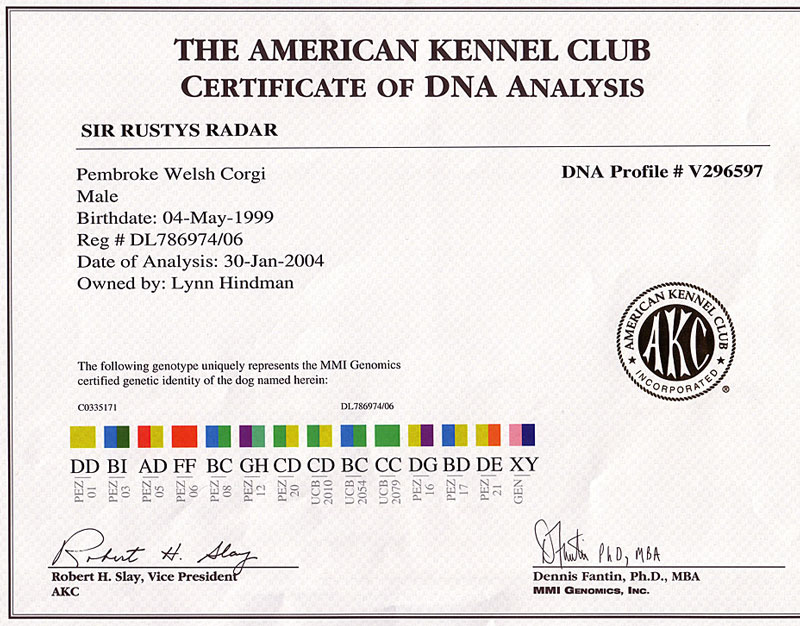 THE AMERICAN KENNEL CLUB
CERTIFICATE OF DNA ANALYSIS
SIR RUSTYS RADAR
Pembroke Welsh Corgi
DNA Profile # V296597
Male
Birthdate: 04-May-1999
Reg # DL786974/06
Date of Analysis: 30-Jan-2004
Owned by: Lynn Hindman
AMERICAN KENNEL CLUB
AKC
INCORPORATED
®
The following genotype uniquely represents the MMI Genomics
certified genetic identity of the dog named herein:
C0335171 DL786974/06
DD BI AD FF BC GH CD CD BC CC DG BD DE XY
PEZ 01
PEZ 03
PEZ 05
PEZ 06
PEZ 08
PEZ 12
PEZ 20
UCB 2010
UCB 2054
UCB 2079
PEZ 16
PEZ 17
PEZ 21
GEN
Robert H. Slay
D Fantin PhD, MBA
Robert H. Slay, Vice President
AKC
Dennis Fantin, Ph.D., MBA
MMI GENOMICS, INC.